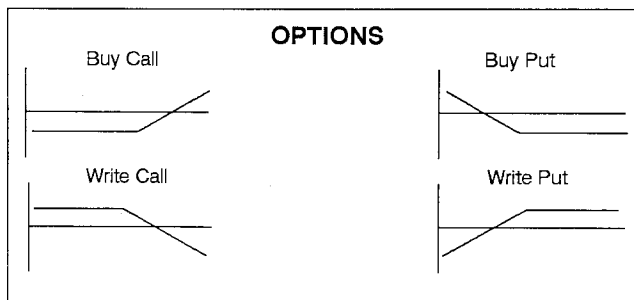 OPTIONS
Buy Call
Buy Put
Write Call
Write Put